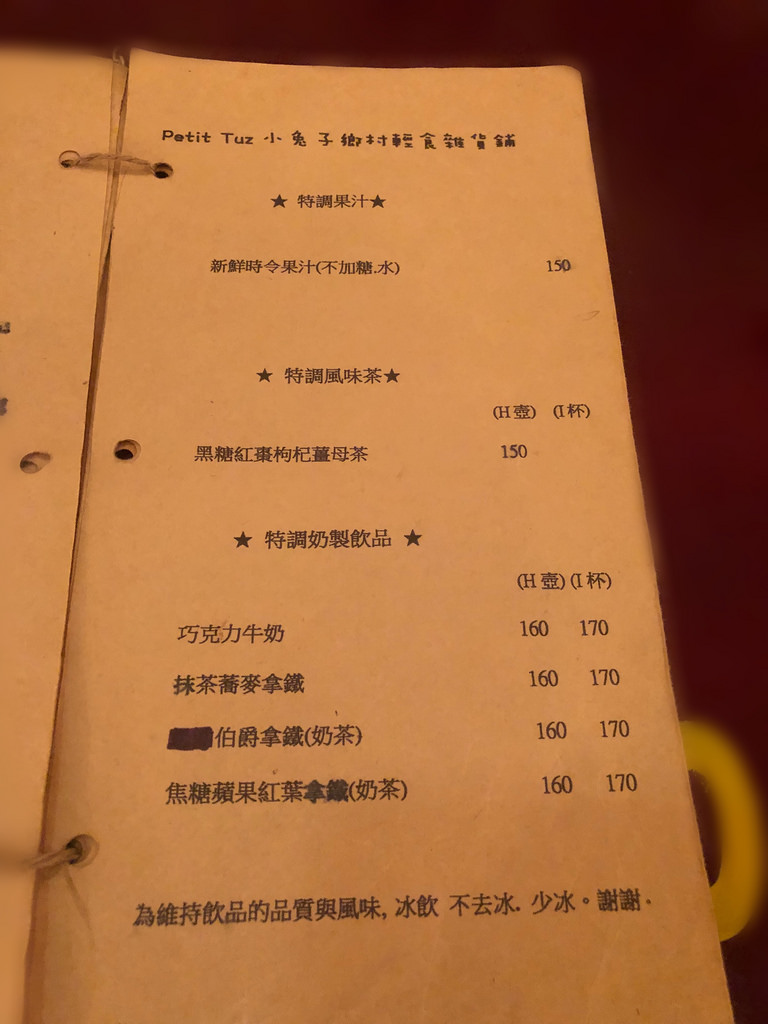 Petit Tuz 小兔子鄉村輕食雜貨鋪
★ 特調果汁★
新鮮時令果汁(不加糖.水) 150
★ 特調風味茶★
(H壺) (I杯)
黑糖紅棗枸杞薑母茶 150
★ 特調奶製飲品 ★
(H 壺) (I 杯)
巧克力牛奶 160 170
抹茶蕎麥拿鐵 160 170
伯爵拿鐵(奶茶) 160 170
焦糖蘋果紅葉拿鐵(奶茶) 160 170
為維持飲品的品質與風味, 冰飲 不去冰. 少冰。謝謝.